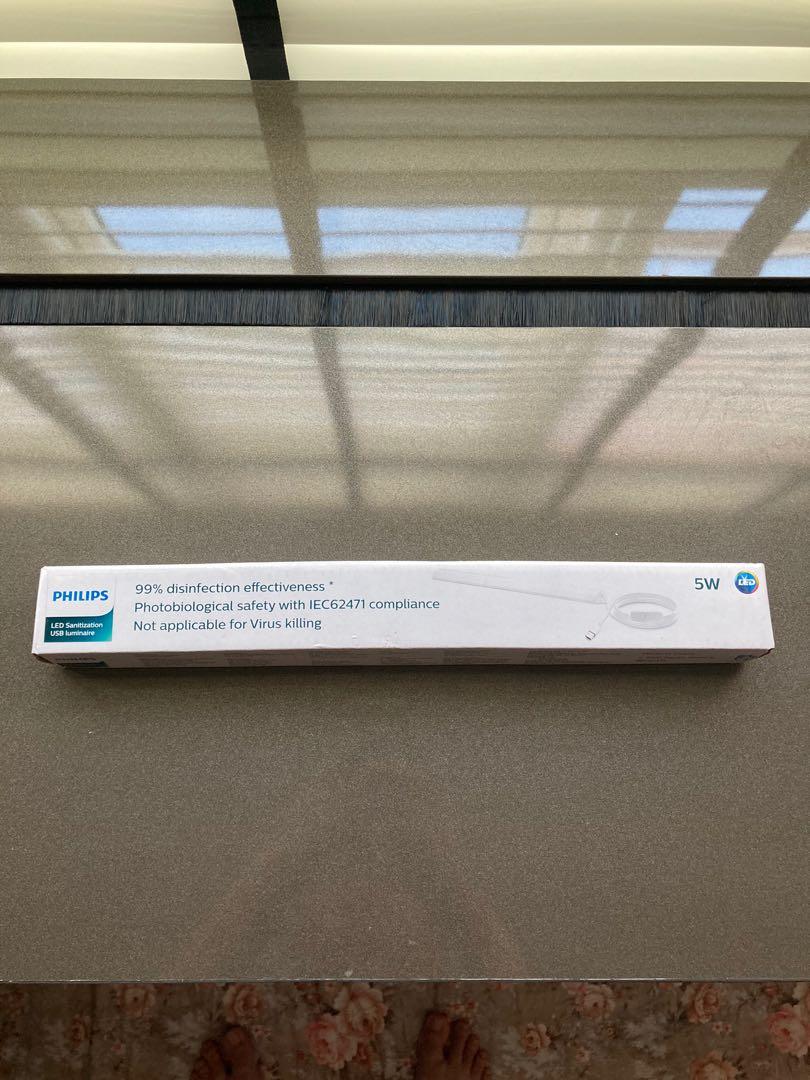 PHILIPS
LED Sanitization
USB luminaire
99% disinfection effectiveness *
Photobiological safety with IEC62471 compliance
Not applicable for Virus killing
5W
LED
PHILIPS